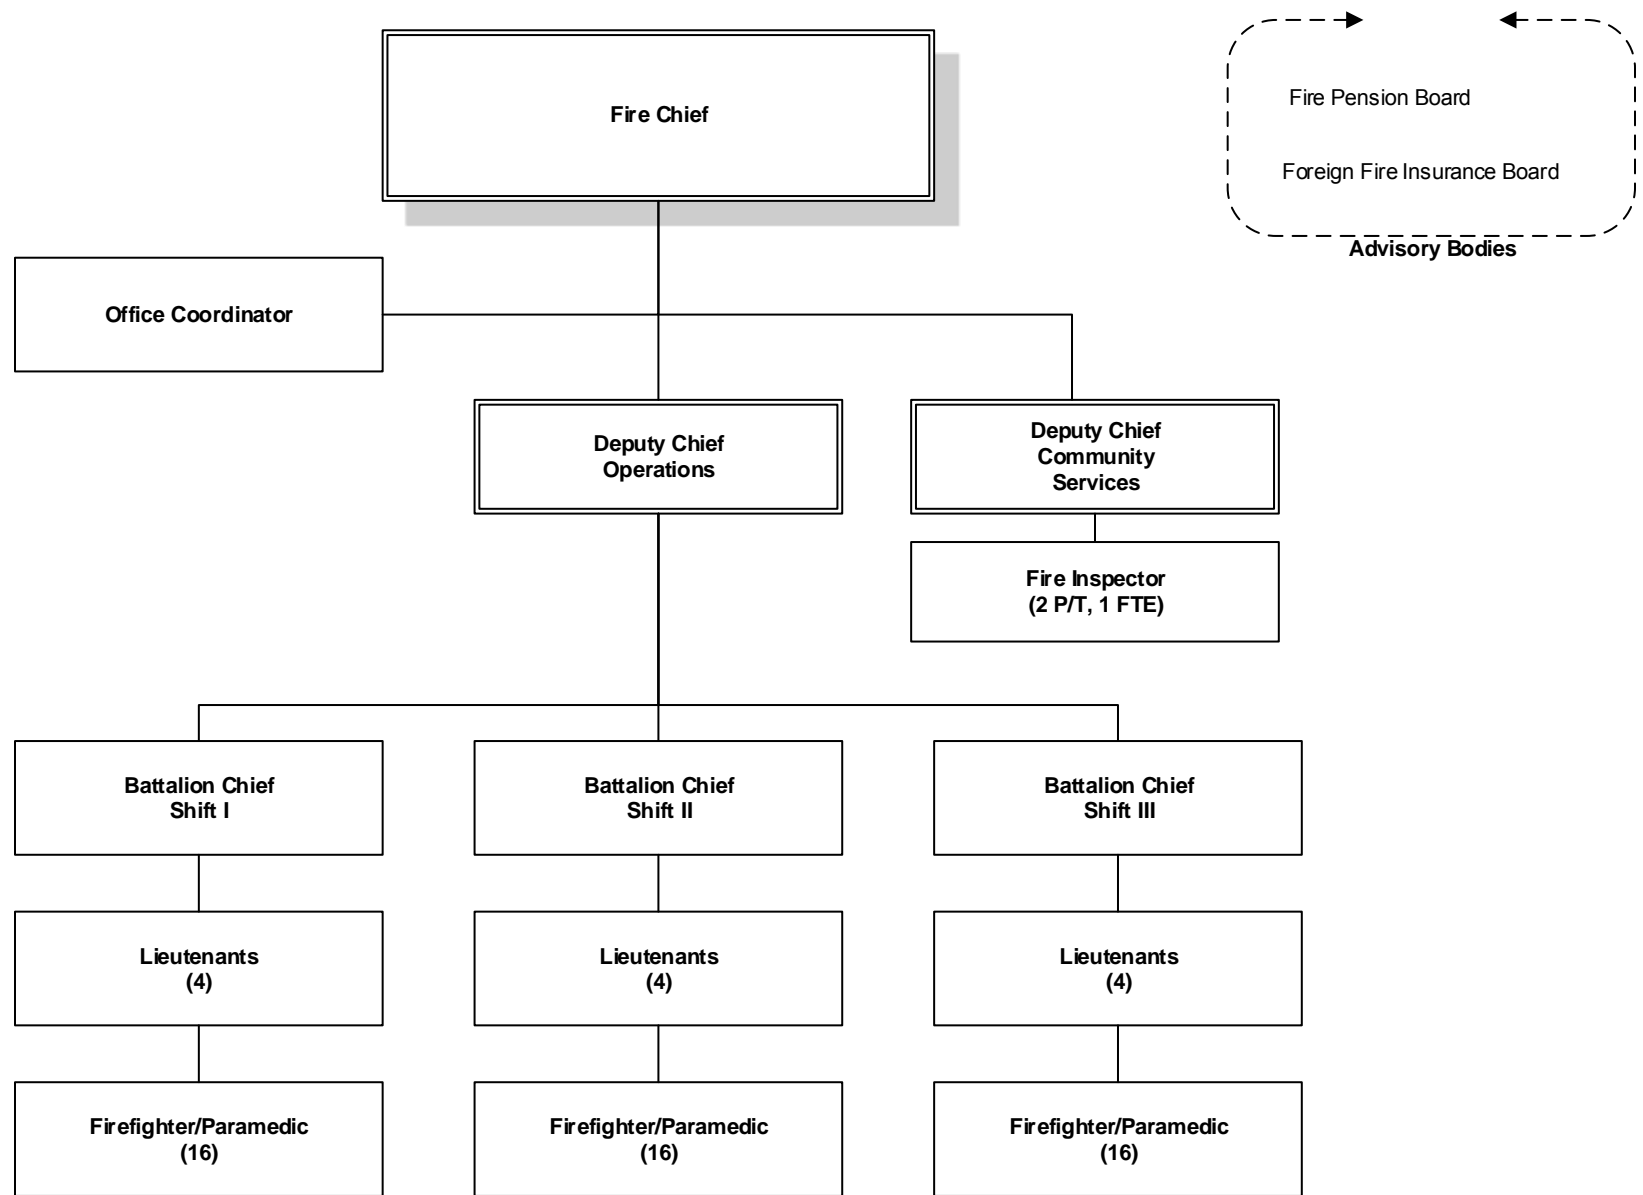 Fire Chief
Fire Pension Board
Foreign Fire Insurance Board
Advisory Bodies
Office Coordinator
Deputy Chief
Operations
Deputy Chief
Community
Services
Fire Inspector
(2 P/T, 1 FTE)
Battalion Chief
Shift I
Battalion Chief
Shift II
Battalion Chief
Shift III
Lieutenants
(4)
Lieutenants
(4)
Lieutenants
(4)
Firefighter/Paramedic
(16)
Firefighter/Paramedic
(16)
Firefighter/Paramedic
(16)